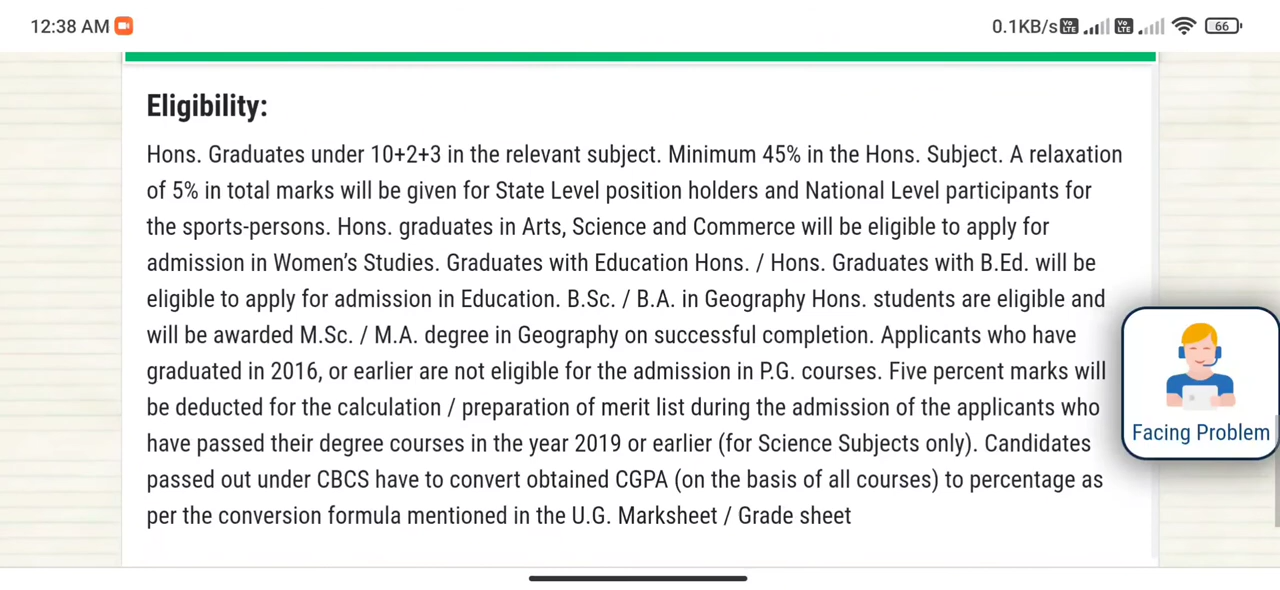 12:38 AM
0.1KB/s Vo LTE Vo LTE 66
Eligibility:
Hons. Graduates under 10+2+3 in the relevant subject. Minimum 45% in the Hons. Subject. A relaxation
of 5% in total marks will be given for State Level position holders and National Level participants for
the sports-persons. Hons. graduates in Arts, Science and Commerce will be eligible to apply for
admission in Women’s Studies. Graduates with Education Hons. / Hons. Graduates with B.Ed. will be
eligible to apply for admission in Education. B.Sc. / B.A. in Geography Hons. students are eligible and
will be awarded M.Sc. / M.A. degree in Geography on successful completion. Applicants who have
graduated in 2016, or earlier are not eligible for the admission in P.G. courses. Five percent marks will
be deducted for the calculation / preparation of merit list during the admission of the applicants who
have passed their degree courses in the year 2019 or earlier (for Science Subjects only). Candidates
passed out under CBCS have to convert obtained CGPA (on the basis of all courses) to percentage as
per the conversion formula mentioned in the U.G. Marksheet / Grade sheet
Facing Problem